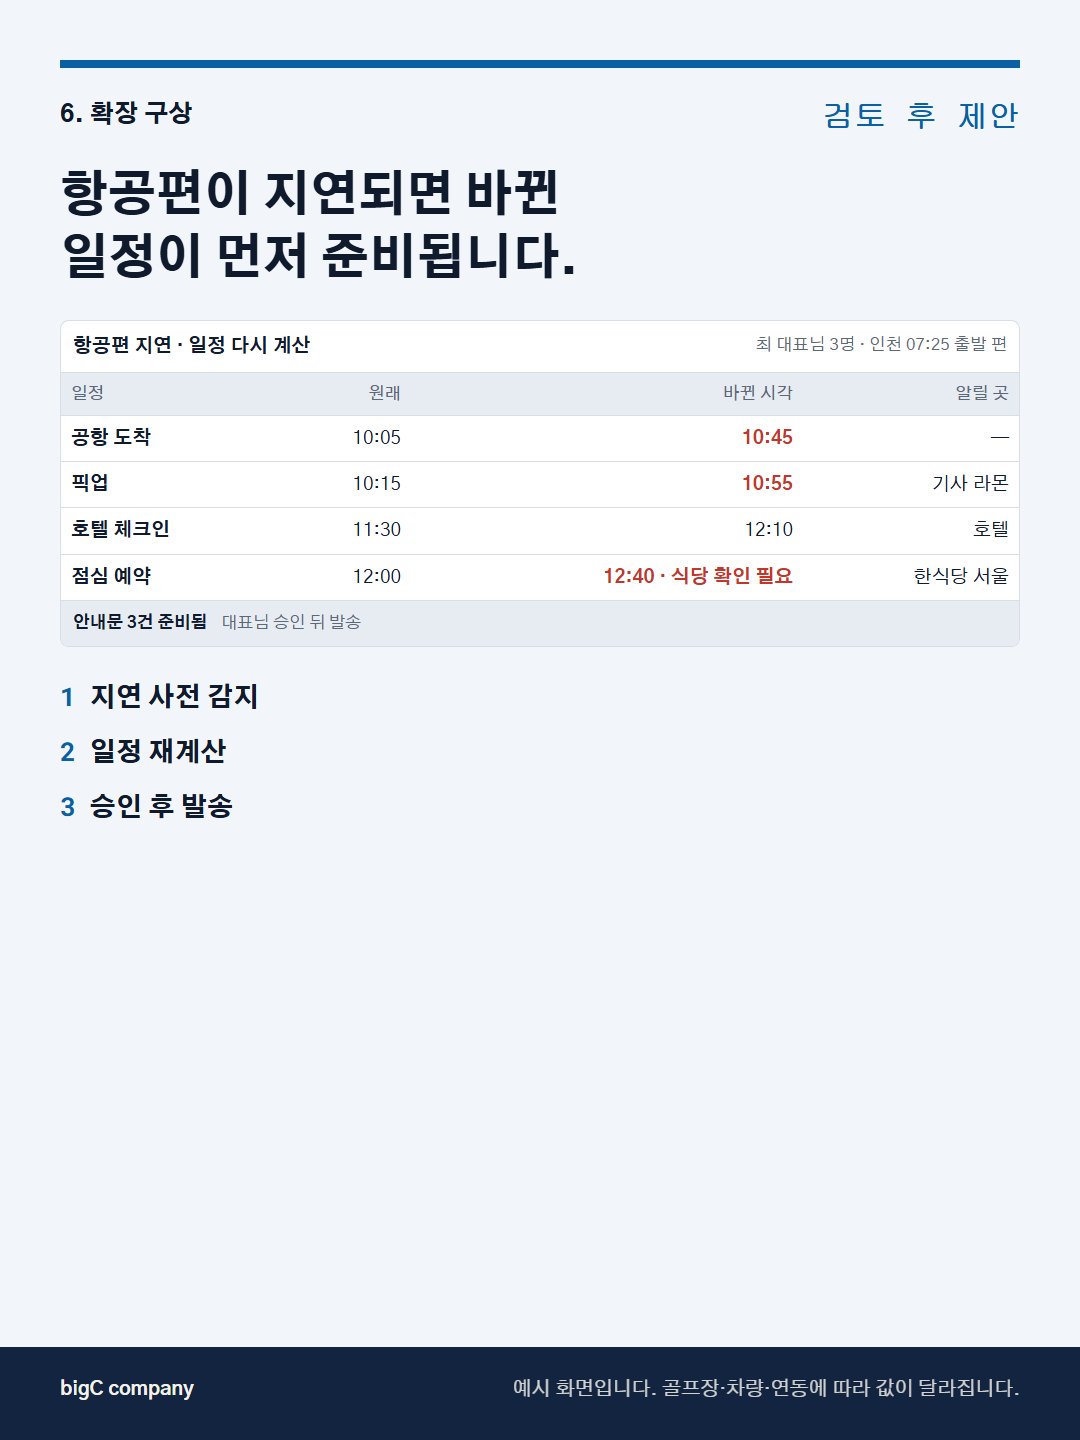 6. 확장 구상
검토 후 제안
항공편이 지연되면 바뀐
일정이 먼저 준비됩니다.
항공편 지연 · 일정 다시 계산
최 대표님 3명 · 인천 07:25 출발 편
일정 원래 바뀐 시각 알릴 곳
공항 도착 10:05 10:45 —
픽업 10:15 10:55 기사 라몬
호텔 체크인 11:30 12:10 호텔
점심 예약 12:00 12:40 · 식당 확인 필요 한식당 서울
안내문 3건 준비됨 대표님 승인 뒤 발송
1 지연 사전 감지
2 일정 재계산
3 승인 후 발송
bigC company
예시 화면입니다. 골프장·차량·연동에 따라 값이 달라집니다.